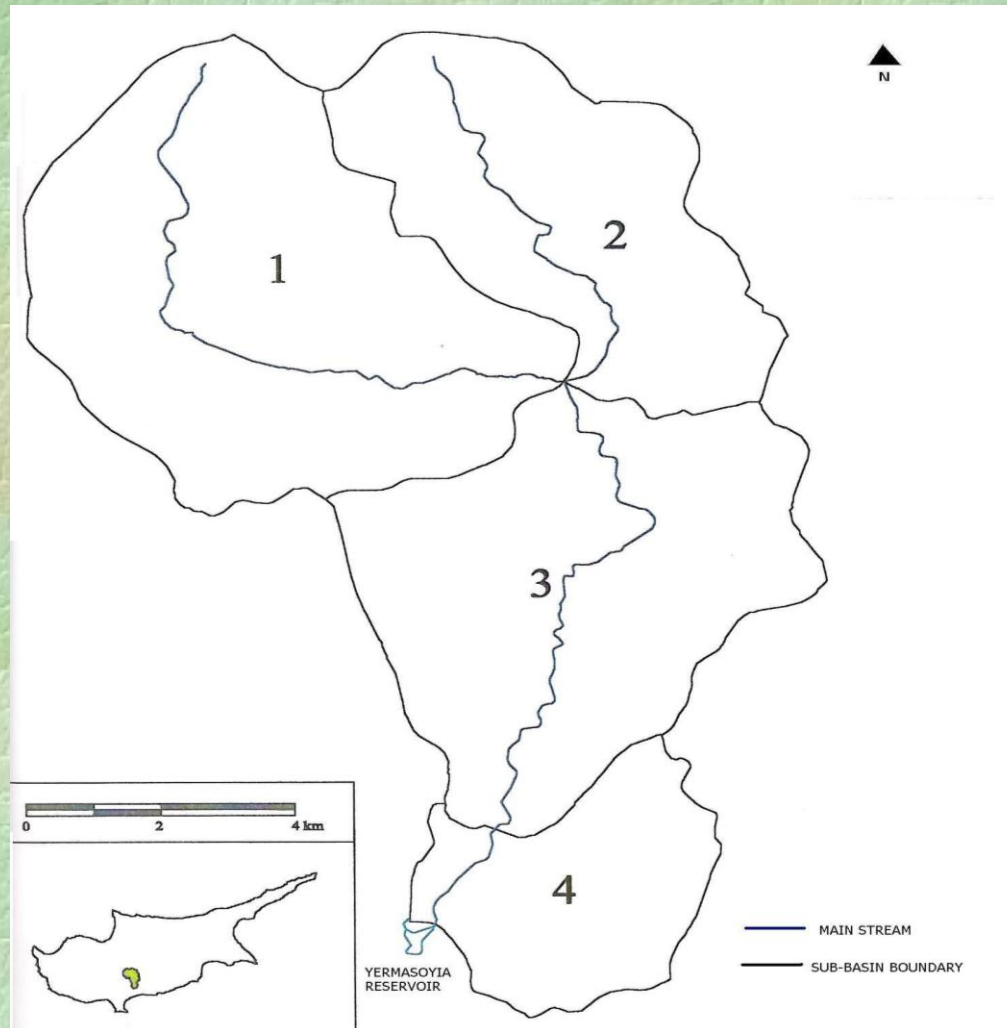 N
1
2
3
4
0 2 4 km
YERMASOYIA
RESERVOIR
MAIN STREAM
SUB-BASIN BOUNDARY